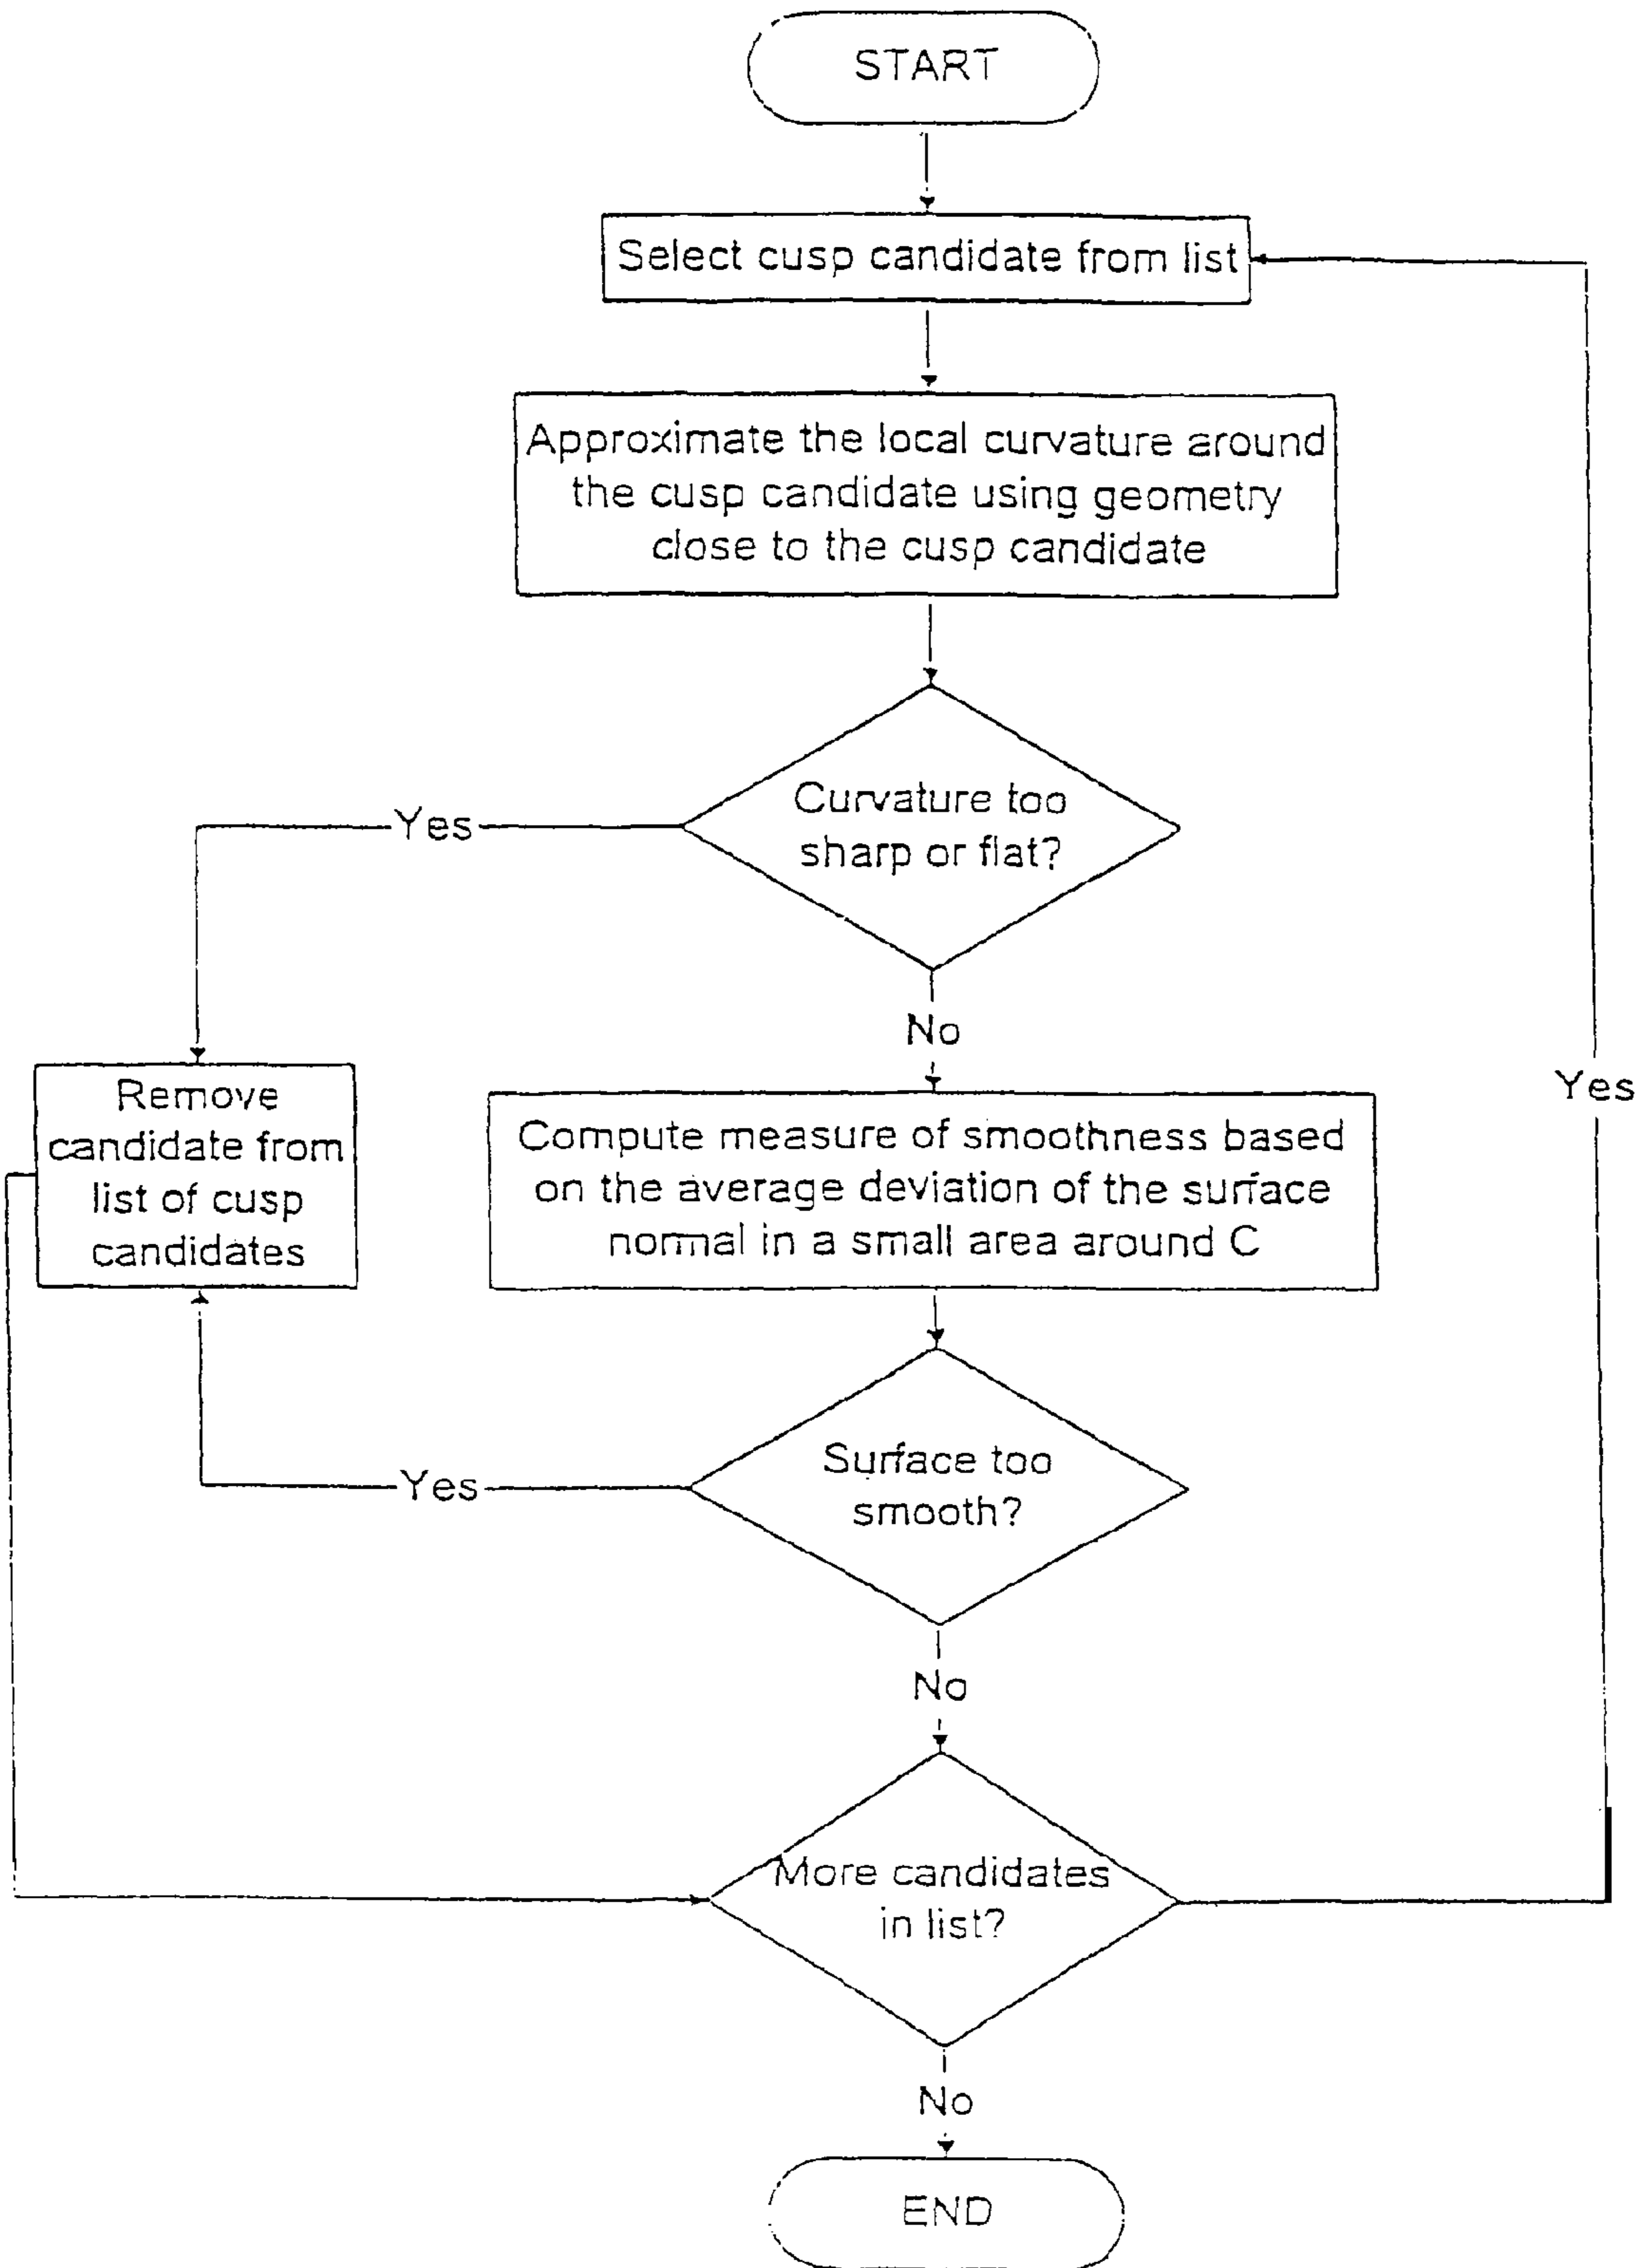 START
Select cusp candidate from list
Approximate the local curvature around
the cusp candidate using geometry
close to the cusp candidate
Curvature too
sharp or flat?
Yes
No
Remove
candidate from
list of cusp
candidates
Compute measure of smoothness based
on the average deviation of the surface
normal in a small area around C
Yes
Surface too
smooth?
Yes
No
More candidates
in list?
No
END